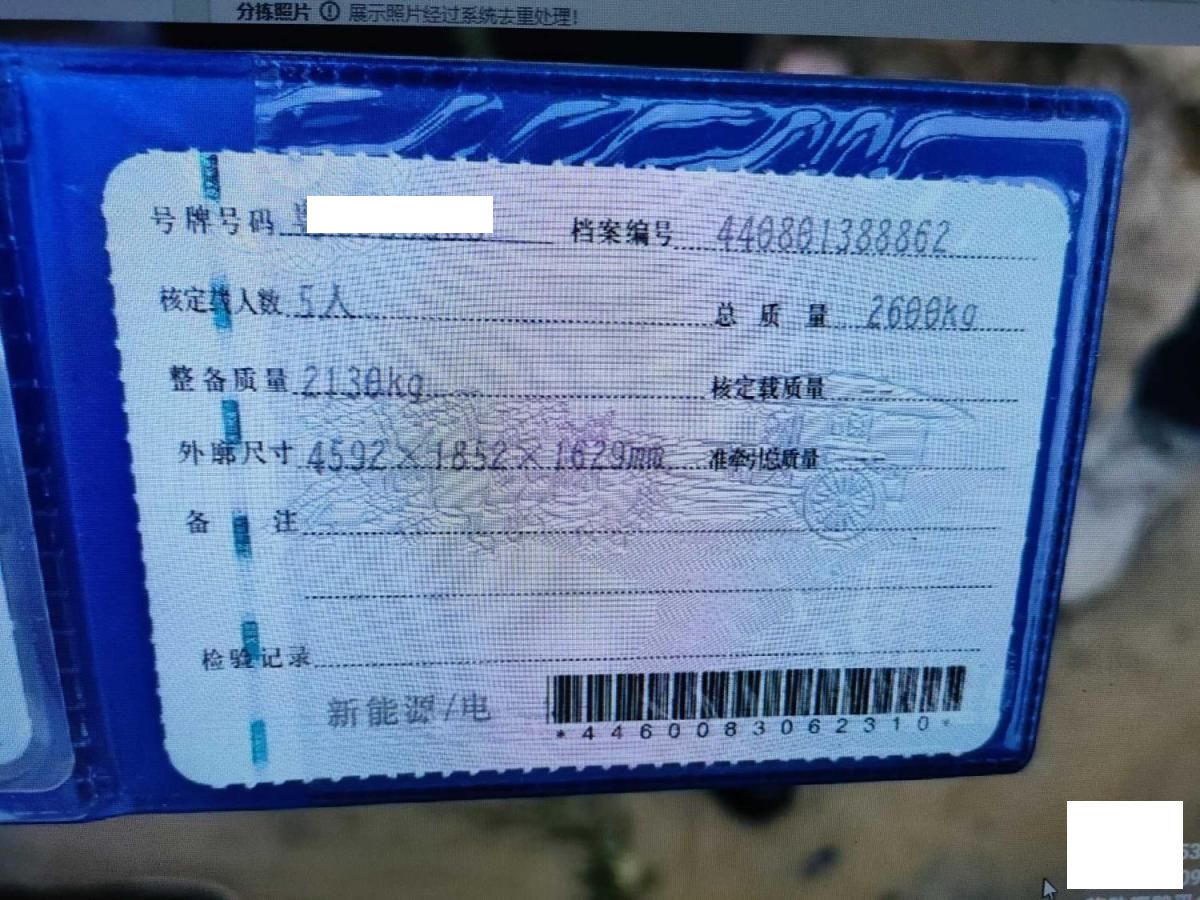 分拣照片 ⓘ 展示照片经过系统去重处理!
号牌号码 档案编号 440801388862
核定载人数 5人 总质量 2600kg
整备质量 2130kg 核定载质量 --
外廓尺寸 4592×1852×1629mm 准牵引总质量 --
备注
检验记录
新能源/电
*4460083062310*